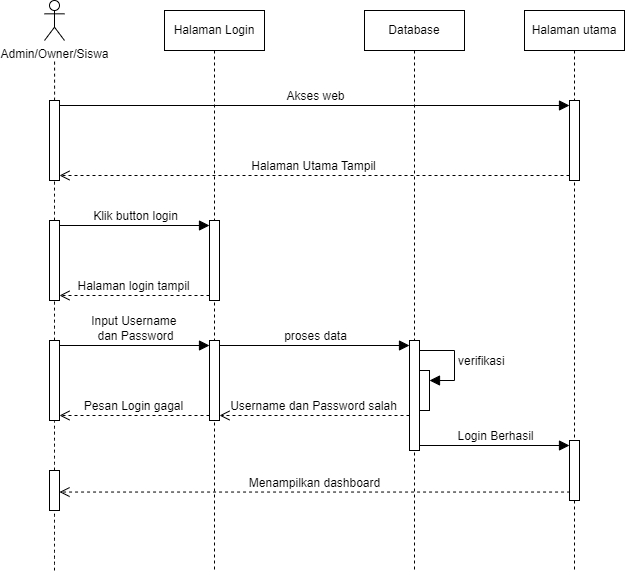 Admin/Owner/Siswa
Halaman Login
Database
Halaman utama
Akses web
Halaman Utama Tampil
Klik button login
Halaman login tampil
Input Username
dan Password
proses data
verifikasi
Pesan Login gagal
Username dan Password salah
Login Berhasil
Menampilkan dashboard